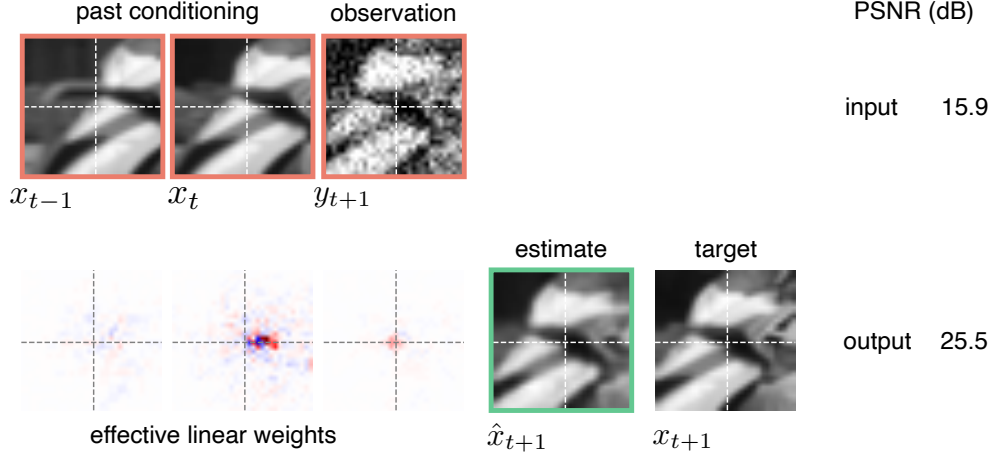 past conditioning observation PSNR (dB)
input 15.9
x_{t−1} x_t y_{t+1}
estimate target
output 25.5
effective linear weights x̂_{t+1} x_{t+1}